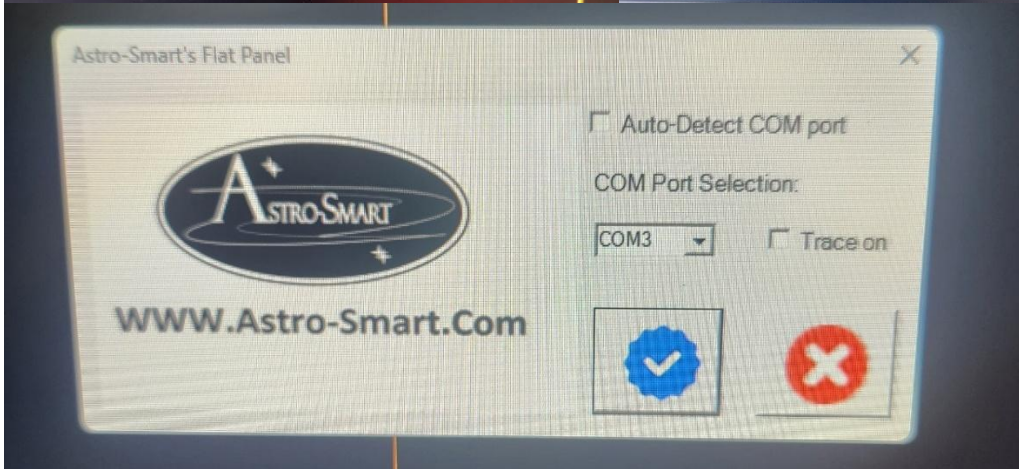 Astro-Smart's Flat Panel
Auto-Detect COM port
ASTRO-SMART
COM Port Selection:
COM3
Trace on
WWW.Astro-Smart.Com